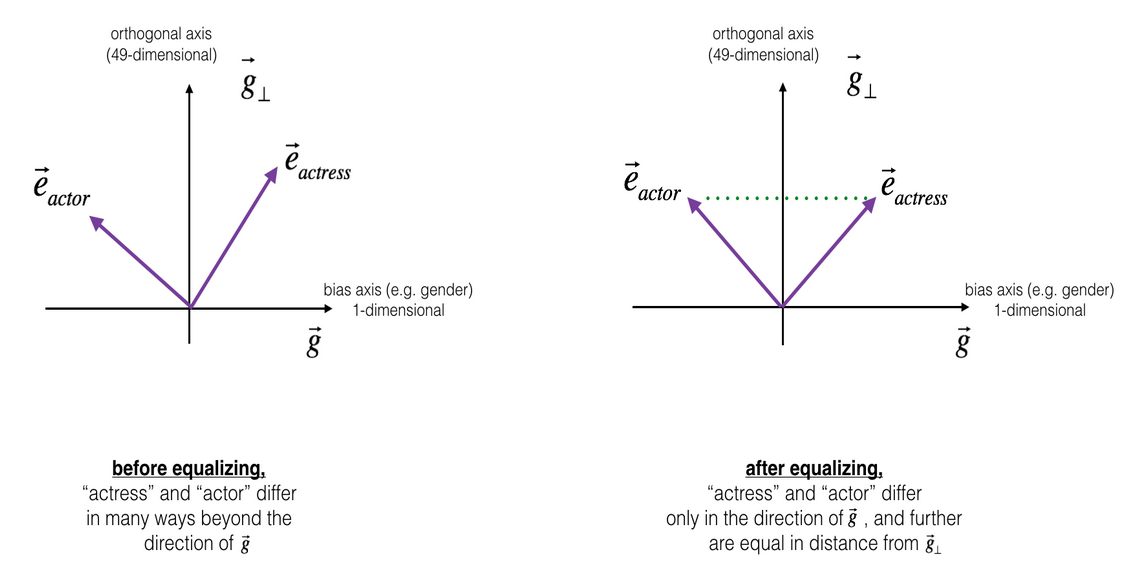 orthogonal axis
(49-dimensional)
g⃗⊥
e⃗actress
e⃗actor
bias axis (e.g. gender)
1-dimensional
g⃗
before equalizing,
“actress” and “actor” differ
in many ways beyond the
direction of g⃗
orthogonal axis
(49-dimensional)
g⃗⊥
e⃗actor
e⃗actress
bias axis (e.g. gender)
1-dimensional
g⃗
after equalizing,
“actress” and “actor” differ
only in the direction of g⃗ , and further
are equal in distance from g⃗⊥